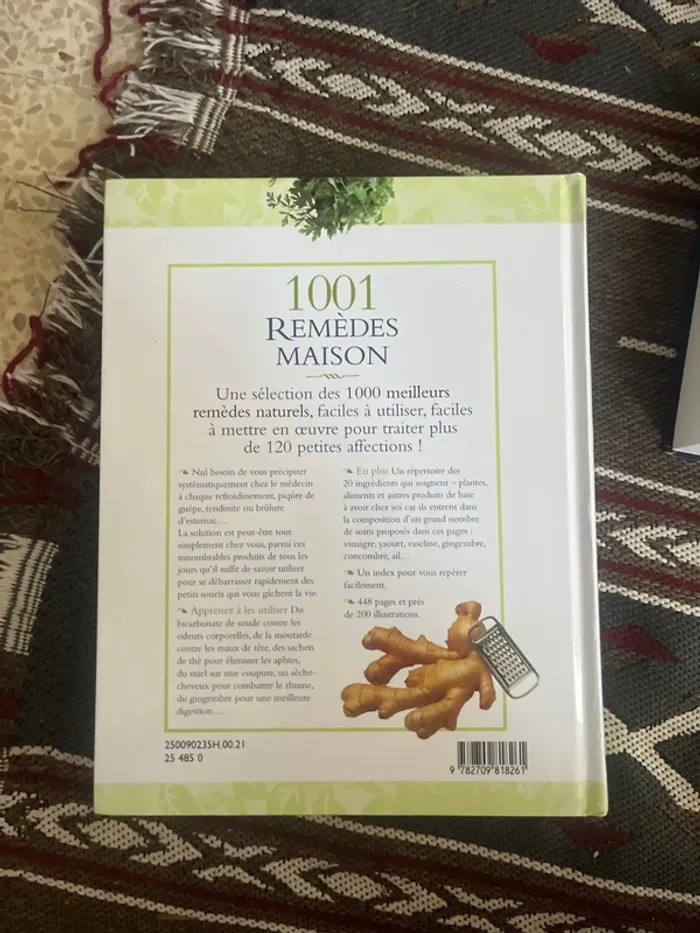 1001
REMÈDES
MAISON
Une sélection des 1000 meilleurs
remèdes naturels, faciles à utiliser, faciles
à mettre en œuvre pour traiter plus
de 120 petites affections !
Nul besoin de vous précipiter
systématiquement chez le médecin
à chaque refroidissement, piqûre de
guêpe, tendinite ou brûlure
d'estomac…
La solution est peut-être tout
simplement chez vous, parmi ces
innombrables produits de tous les
jours qu'il suffit de savoir utiliser
pour se débarrasser rapidement des
petits soucis qui vous gâchent la vie.
Apprenez à les utiliser Du
bicarbonate de soude contre les
odeurs corporelles, de la moutarde
contre les maux de tête, des sachets
de thé pour éliminer les aphtes,
du miel sur une coupure, un sèche-
cheveux pour combattre le rhume,
du gingembre pour une meilleure
digestion….
En plus Un répertoire des
20 ingrédients qui soignent – plantes,
aliments et autres produits de base
à avoir chez soi car ils entrent dans
la composition d'un grand nombre
de soins proposés dans ces pages :
vinaigre, yaourt, vaseline, gingembre,
concombre, ail…
Un index pour vous repérer
facilement.
448 pages et près
de 200 illustrations.
250090235H.00.21
25 485 0
9 782709 818261